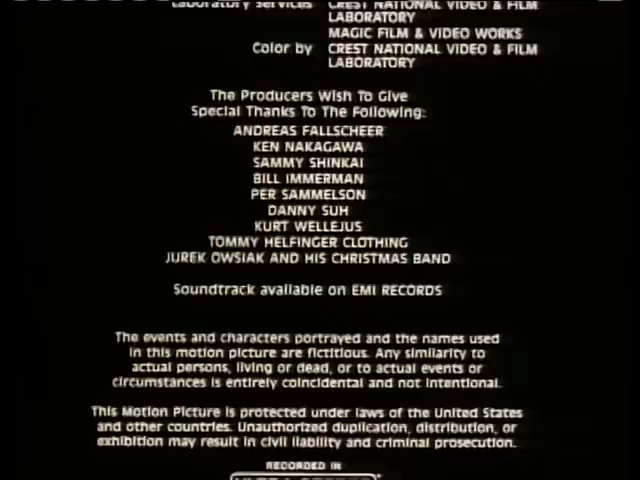 Laboratory Services CREST NATIONAL VIDEO & FILM
LABORATORY
MAGIC FILM & VIDEO WORKS
Color by CREST NATIONAL VIDEO & FILM
LABORATORY
The Producers Wish To Give
Special Thanks To The Following:
ANDREAS FALLSCHEER
KEN NAKAGAWA
SAMMY SHINKAI
BILL IMMERMAN
PER SAMMELSON
DANNY SUH
KURT WELLEJUS
TOMMY HELFINGER CLOTHING
JUREK OWSIAK AND HIS CHRISTMAS BAND
Soundtrack available on EMI RECORDS
The events and characters portrayed and the names used
in this motion picture are fictitious. Any similarity to
actual persons, living or dead, or to actual events or
circumstances is entirely coincidental and not intentional.
This Motion Picture is protected under laws of the United States
and other countries. Unauthorized duplication, distribution, or
exhibition may result in civil liability and criminal prosecution.
RECORDED IN